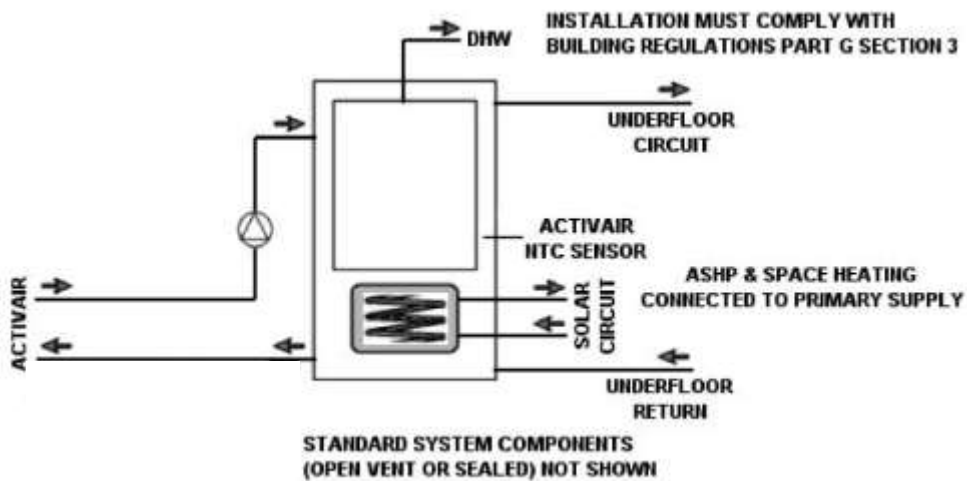 INSTALLATION MUST COMPLY WITH
BUILDING REGULATIONS PART G SECTION 3
DHW
UNDERFLOOR
CIRCUIT
ACTIVAIR
NTC SENSOR
ASHP & SPACE HEATING
CONNECTED TO PRIMARY SUPPLY
SOLAR
CIRCUIT
ACTIVAIR
UNDERFLOOR
RETURN
STANDARD SYSTEM COMPONENTS
(OPEN VENT OR SEALED) NOT SHOWN